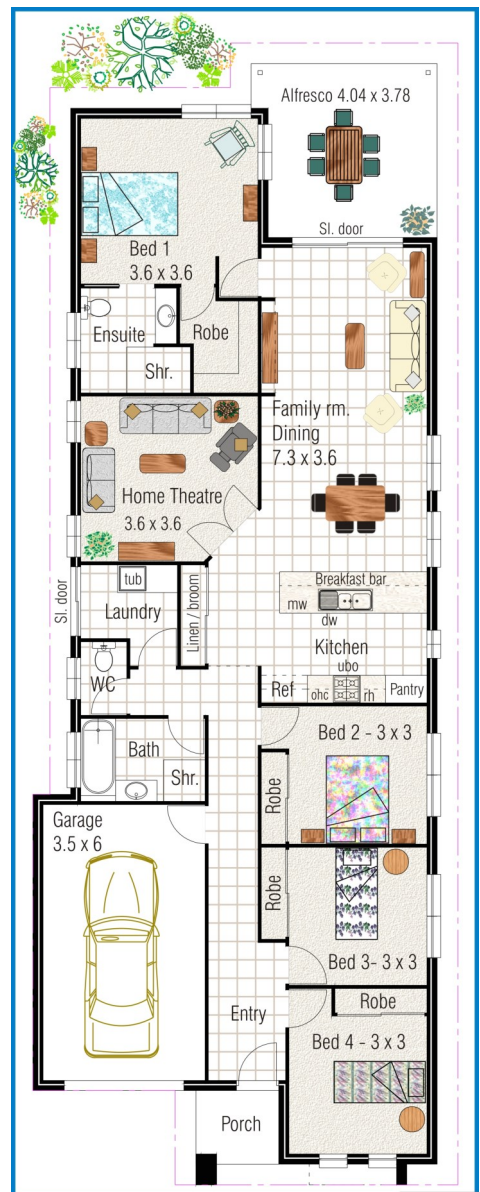 Alfresco 4.04 x 3.78
Sl. door
Bed 1
3.6 x 3.6
Ensuite
Robe
Shr.
Family rm.
Dining
7.3 x 3.6
Home Theatre
3.6 x 3.6
Sl. door
tub
Laundry
Linen / broom
Breakfast bar
mw
dw
Kitchen
ubo
WC
Ref
ohc
rh
Pantry
Bath
Shr.
Bed 2 - 3 x 3
Robe
Garage
3.5 x 6
Robe
Bed 3- 3 x 3
Robe
Entry
Bed 4 - 3 x 3
Porch